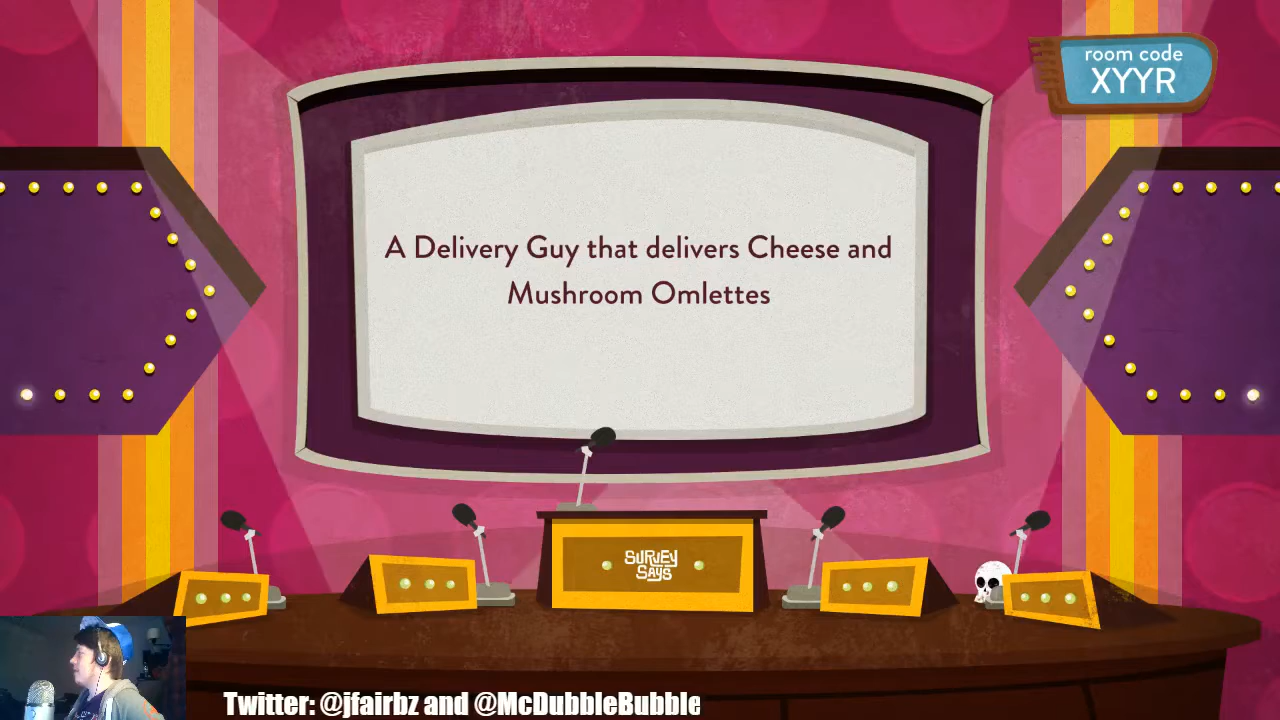 room code
XYYR
A Delivery Guy that delivers Cheese and
Mushroom Omlettes
SURVEY
SAYS
Twitter: @jfairbz and @McDubbleBubble